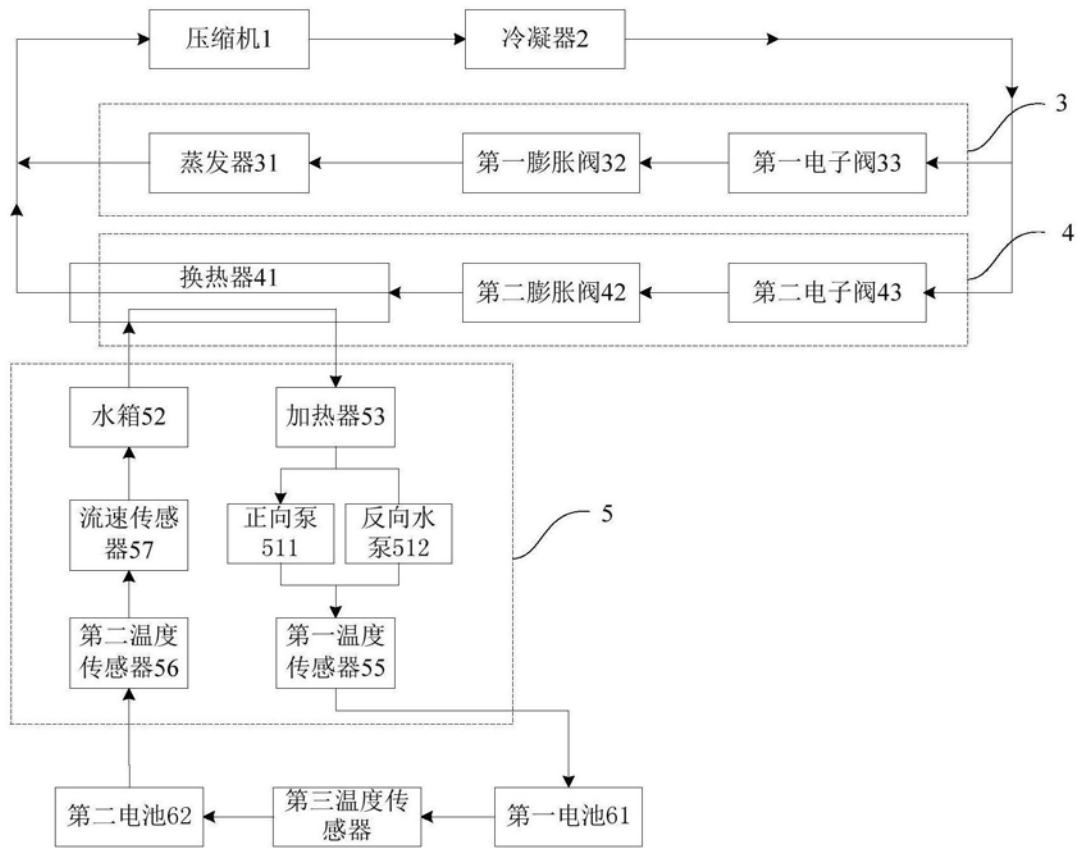 压缩机1
冷凝器2
3
蒸发器31
第一膨胀阀32
第一电子阀33
4
换热器41
第二膨胀阀42
第二电子阀43
水箱52
加热器53
5
流速传感
器57
正向泵
511
反向水
泵512
第二温度
传感器56
第一温度
传感器55
第二电池62
第三温度传
感器
第一电池61